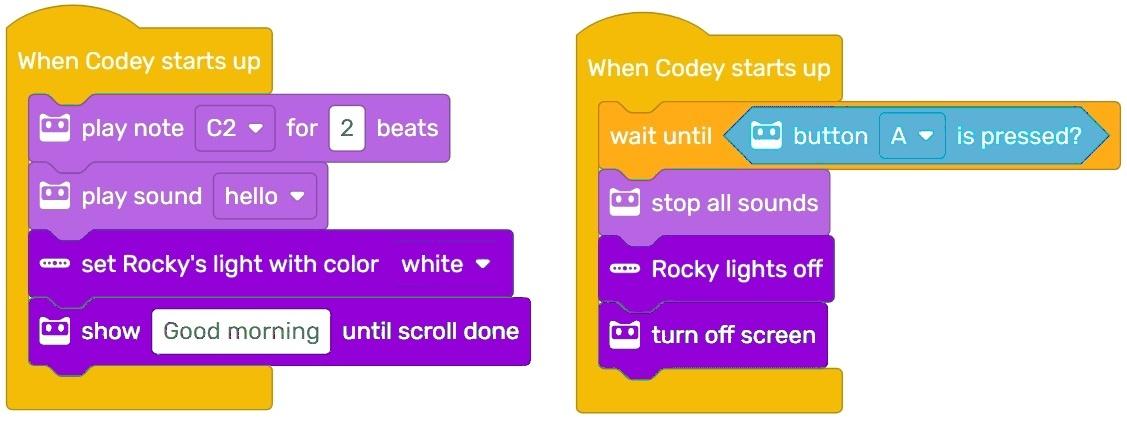 When Codey starts up
play note C2 for 2 beats
play sound hello
set Rocky's light with color white
show Good morning until scroll done
When Codey starts up
wait until button A is pressed?
stop all sounds
Rocky lights off
turn off screen